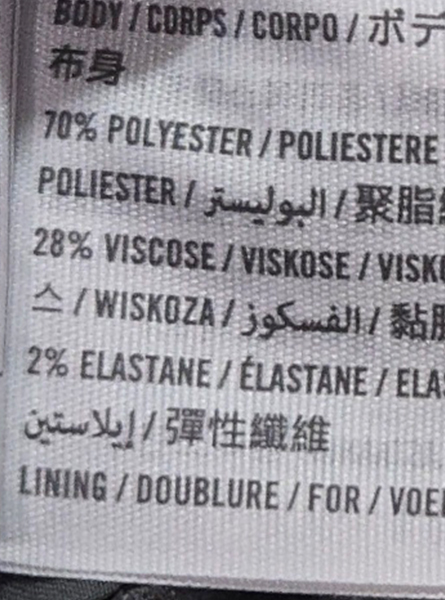 BODY / CORPS / CORPO / ボデ
布身
70% POLYESTER / POLIESTERE
POLIESTER / البوليستر / 聚脂
28% VISCOSE / VISKOSE / VISK
스 / WISKOZA / الفسكوز / 黏
2% ELASTANE / ÉLASTANE / ELA
إيلاستين / 彈性纖維
LINING / DOUBLURE / FOR / VOE